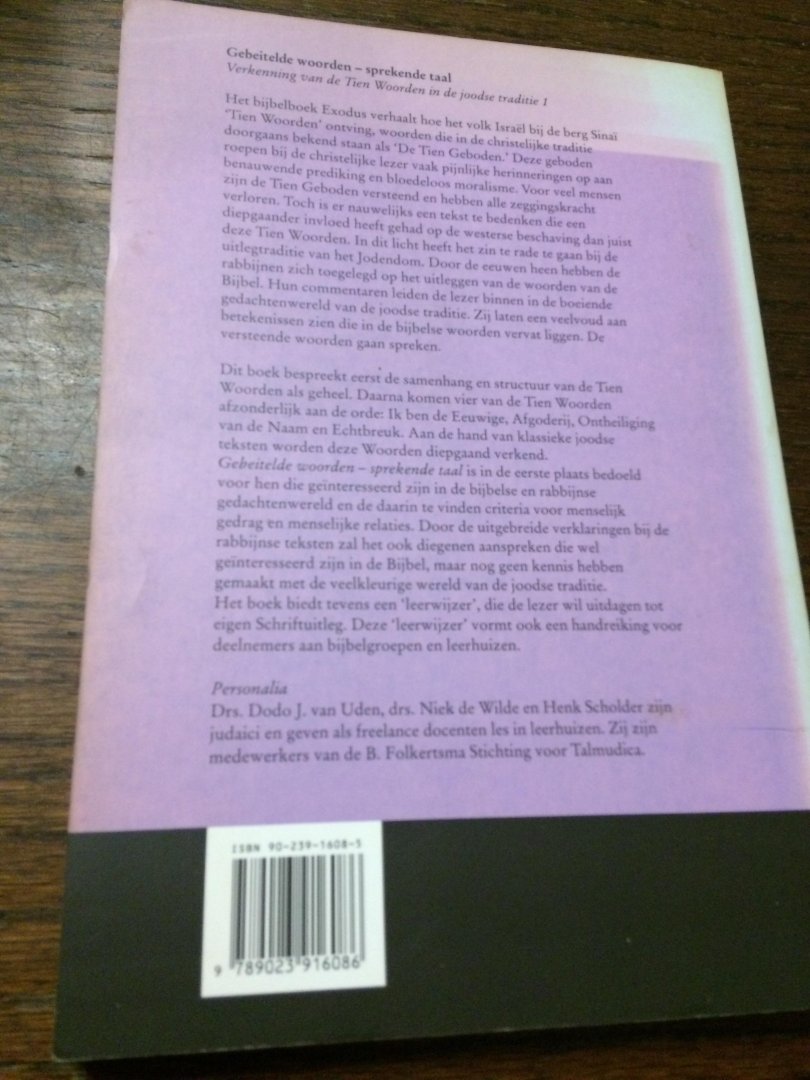 Gebeitelde woorden – sprekende taal
Verkenning van de Tien Woorden in de joodse traditie 1
Het bijbelboek Exodus verhaalt hoe het volk Israël bij de berg Sinaï
‘Tien Woorden’ ontving, woorden die in de christelijke traditie
doorgaans bekend staan als ‘De Tien Geboden.’ Deze geboden
roepen bij de christelijke lezer vaak pijnlijke herinneringen op aan
benauwende prediking en bloedeloos moralisme. Voor veel mensen
zijn de Tien Geboden versteend en hebben alle zeggingskracht
verloren. Toch is er nauwelijks een tekst te bedenken die een
diepgaander invloed heeft gehad op de westerse beschaving dan juist
deze Tien Woorden. In dit licht heeft het zin te rade te gaan bij de
uitlegtraditie van het Jodendom. Door de eeuwen heen hebben de
rabbijnen zich toegelegd op het uitleggen van de woorden van de
Bijbel. Hun commentaren leiden de lezer binnen in de boeiende
gedachtenwereld van de joodse traditie. Zij laten een veelvoud aan
betekenissen zien die in de bijbelse woorden vervat liggen. De
versteende woorden gaan spreken.
Dit boek bespreekt eerst de samenhang en structuur van de Tien
Woorden als geheel. Daarna komen vier van de Tien Woorden
afzonderlijk aan de orde: Ik ben de Eeuwige, Afgoderij, Ontheiliging
van de Naam en Echtbreuk. Aan de hand van klassieke joodse
teksten worden deze Woorden diepgaand verkend.
Gebeitelde woorden – sprekende taal is in de eerste plaats bedoeld
voor hen die geïnteresseerd zijn in de bijbelse en rabbijnse
gedachtenwereld en de daarin te vinden criteria voor menselijk
gedrag en menselijke relaties. Door de uitgebreide verklaringen bij de
rabbijnse teksten zal het ook diegenen aanspreken die wel
geïnteresseerd zijn in de Bijbel, maar nog geen kennis hebben
gemaakt met de veelkleurige wereld van de joodse traditie.
Het boek biedt tevens een ‘leerwijzer’, die de lezer wil uitdagen tot
eigen Schriftuitleg. Deze ‘leerwijzer’ vormt ook een handreiking voor
deelnemers aan bijbelgroepen en leerhuizen.
Personalia
Drs. Dodo J. van Uden, drs. Niek de Wilde en Henk Scholder zijn
judaici en geven als freelance docenten les in leerhuizen. Zij zijn
medewerkers van de B. Folkertsma Stichting voor Talmudica.
ISBN 90-239-1608-5
9 789023 916086